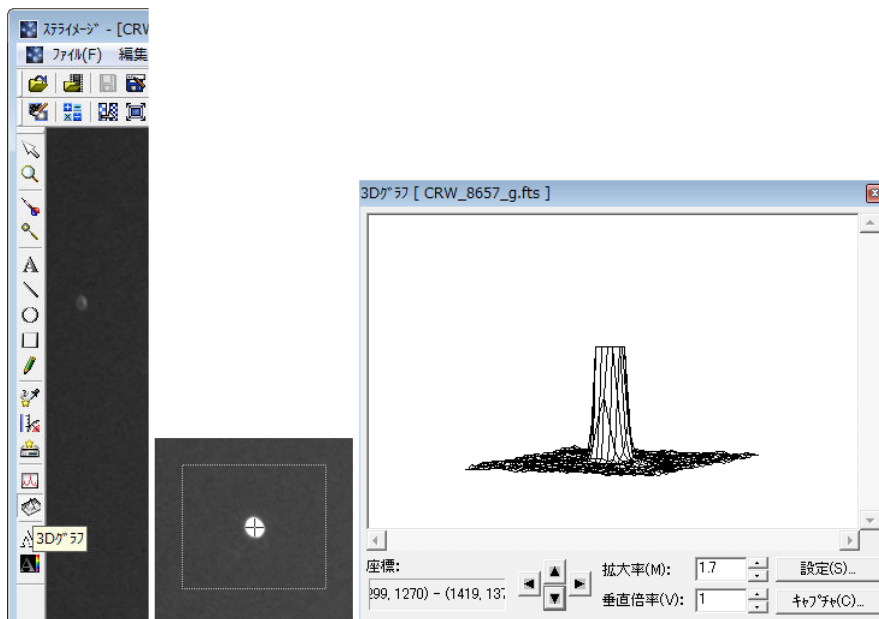 ステライメージ - [CRW
ファイル(F) 編集
3Dグラフ
3Dグラフ [ CRW_8657_g.fts ]
座標:
299, 1270) - (1419, 137
拡大率(M): 1.7 設定(S)...
垂直倍率(V): 1 キャプチャ(C)...